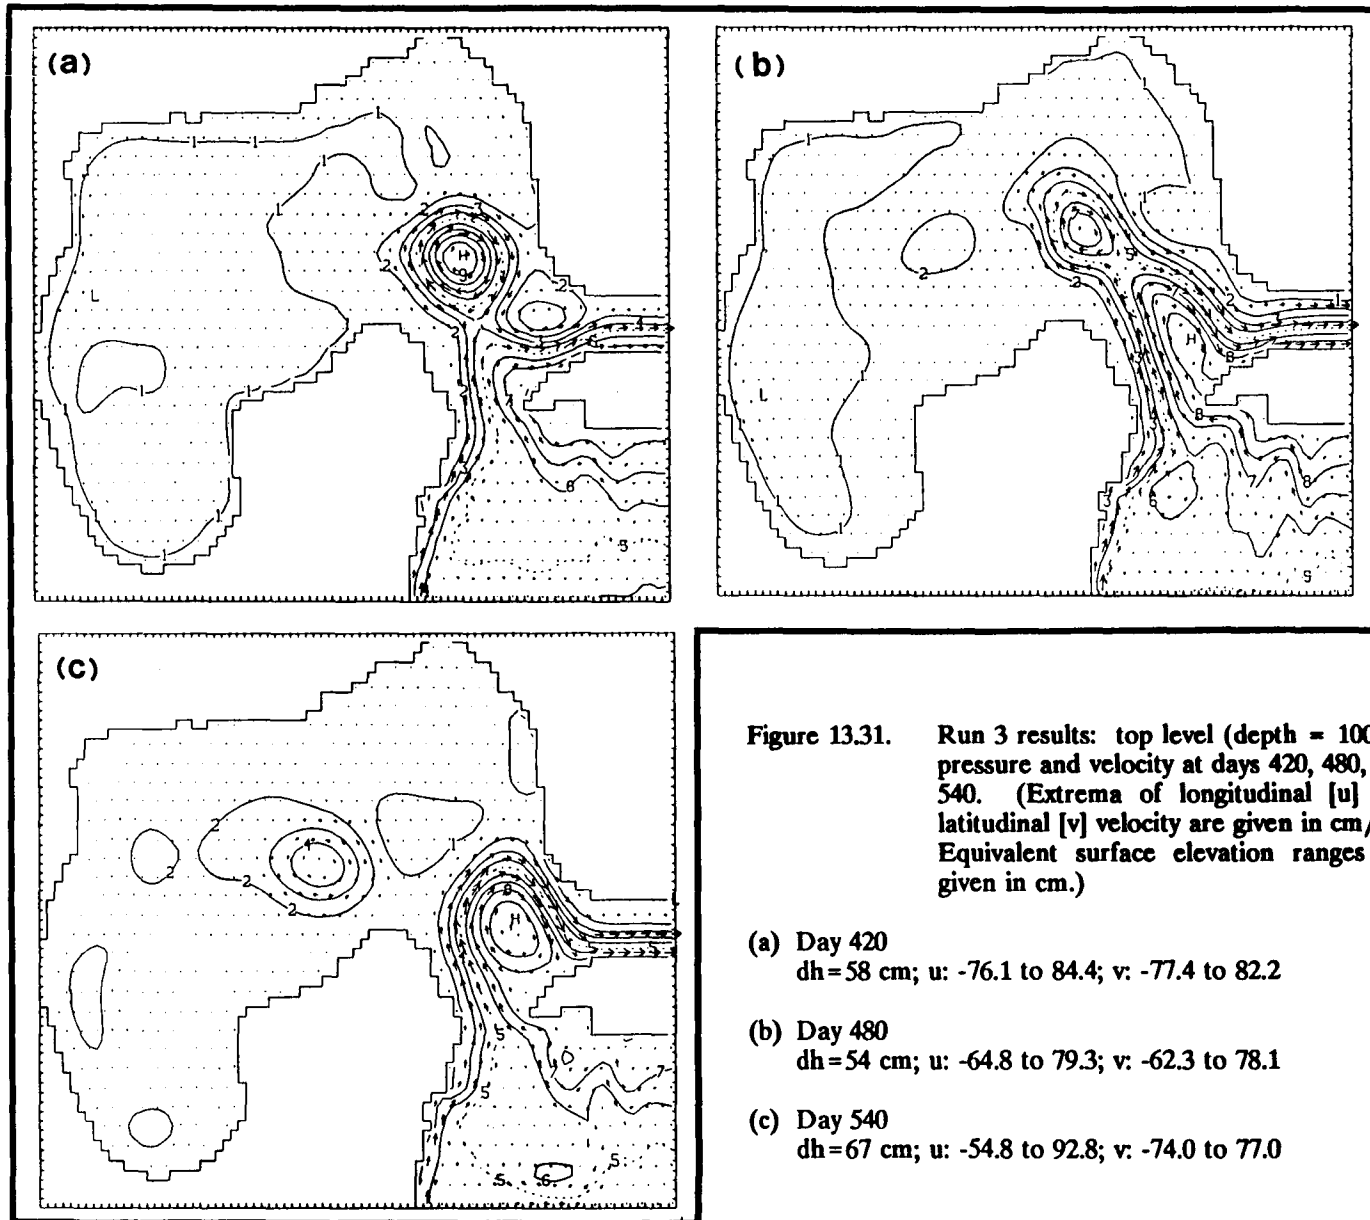 (a)
(b)
(c)
Figure 13.31. Run 3 results: top level (depth = 100
pressure and velocity at days 420, 480,
540. (Extrema of longitudinal [u]
latitudinal [v] velocity are given in cm/
Equivalent surface elevation ranges
given in cm.)
(a) Day 420
dh=58 cm; u: -76.1 to 84.4; v: -77.4 to 82.2
(b) Day 480
dh=54 cm; u: -64.8 to 79.3; v: -62.3 to 78.1
(c) Day 540
dh=67 cm; u: -54.8 to 92.8; v: -74.0 to 77.0